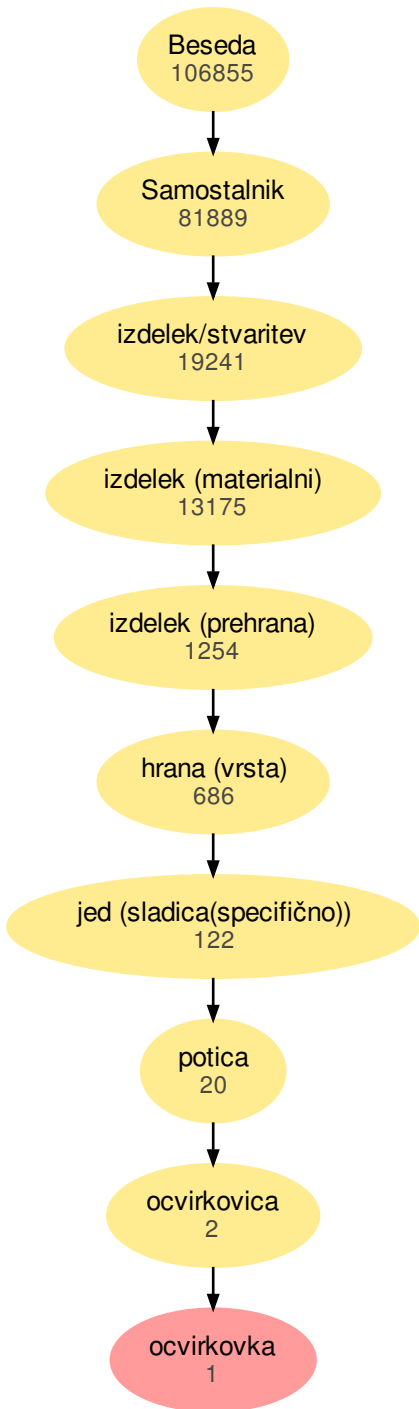 Beseda
106855
Samostalnik
81889
izdelek/stvaritev
19241
izdelek (materialni)
13175
izdelek (prehrana)
1254
hrana (vrsta)
686
jed (sladica(specifično))
122
potica
20
ocvirkovica
2
ocvirkovka
1